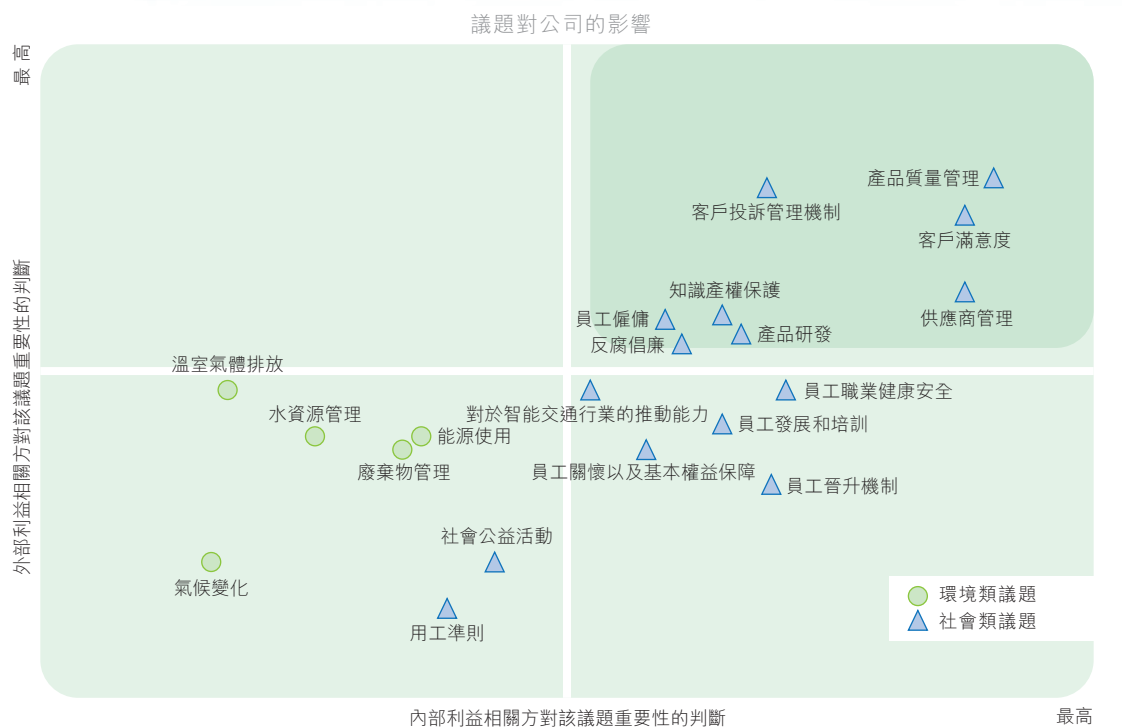 議題對公司的影響
最高
外部利益相關方對該議題重要性的判斷
產品質量管理
客戶投訴管理機制
客戶滿意度
知識產權保護
員工僱傭
供應商管理
產品研發
反腐倡廉
溫室氣體排放
員工職業健康安全
水資源管理
對於智能交通行業的推動能力
員工發展和培訓
能源使用
廢棄物管理
員工關懷以及基本權益保障
員工晉升機制
社會公益活動
氣候變化
用工準則
環境類議題
社會類議題
內部利益相關方對該議題重要性的判斷
最高